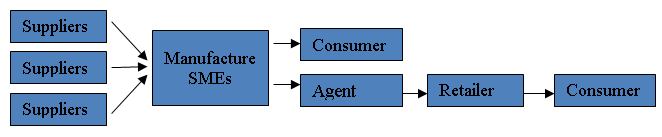 Suppliers
Suppliers
Suppliers
Manufacture
SMEs
Consumer
Agent
Retailer
Consumer